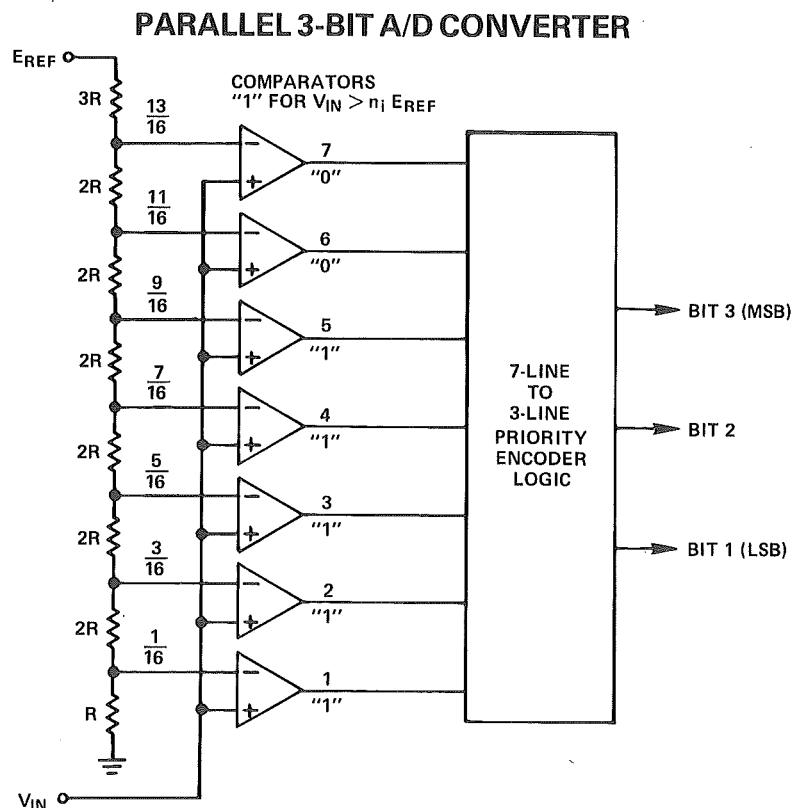 PARALLEL 3-BIT A/D CONVERTER
E_REF
COMPARATORS
"1" FOR V_IN > n_i E_REF
3R
13/16
−
+
7
"0"
2R
11/16
−
+
6
"0"
2R
9/16
−
+
5
"1"
2R
7/16
−
+
4
"1"
2R
5/16
−
+
3
"1"
2R
3/16
−
+
2
"1"
2R
1/16
−
+
1
"1"
R
V_IN
7-LINE
TO
3-LINE
PRIORITY
ENCODER
LOGIC
BIT 3 (MSB)
BIT 2
BIT 1 (LSB)